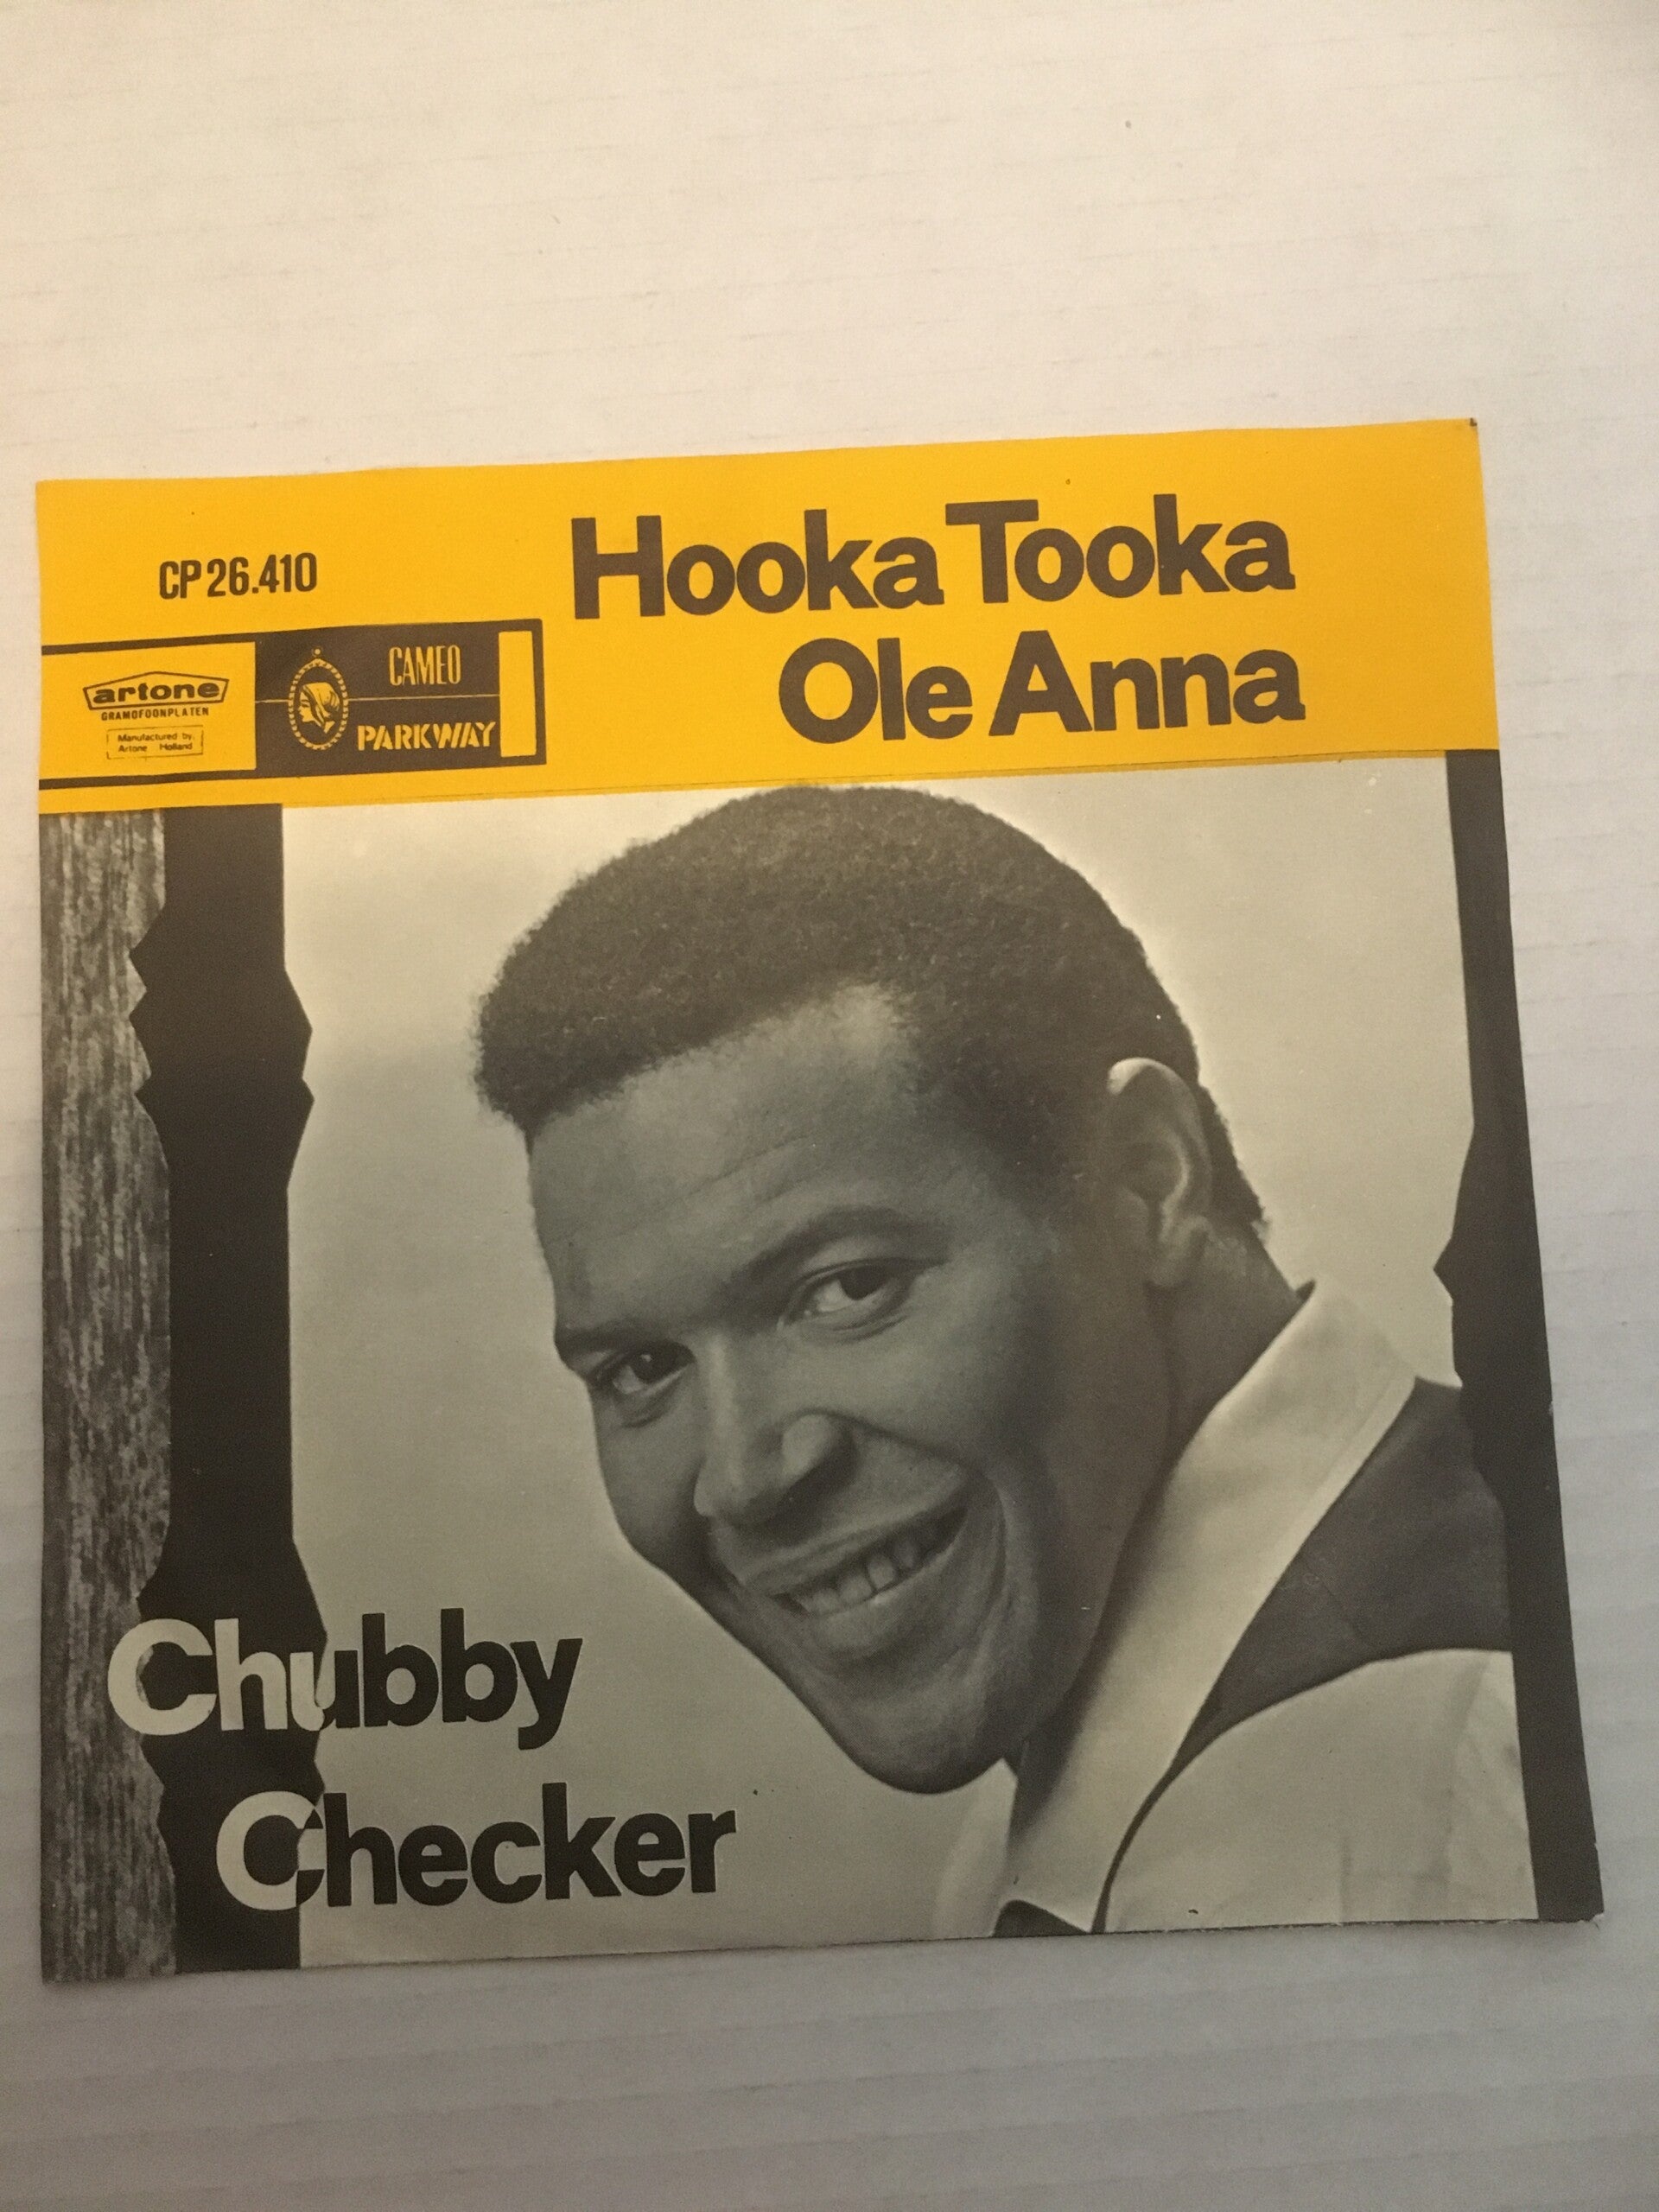 CP 26.410
Hooka Tooka
Ole Anna
artone
GRAMOFOONPLATEN
Manufactured by
Artone Holland
CAMEO
PARKWAY
Chubby
Checker